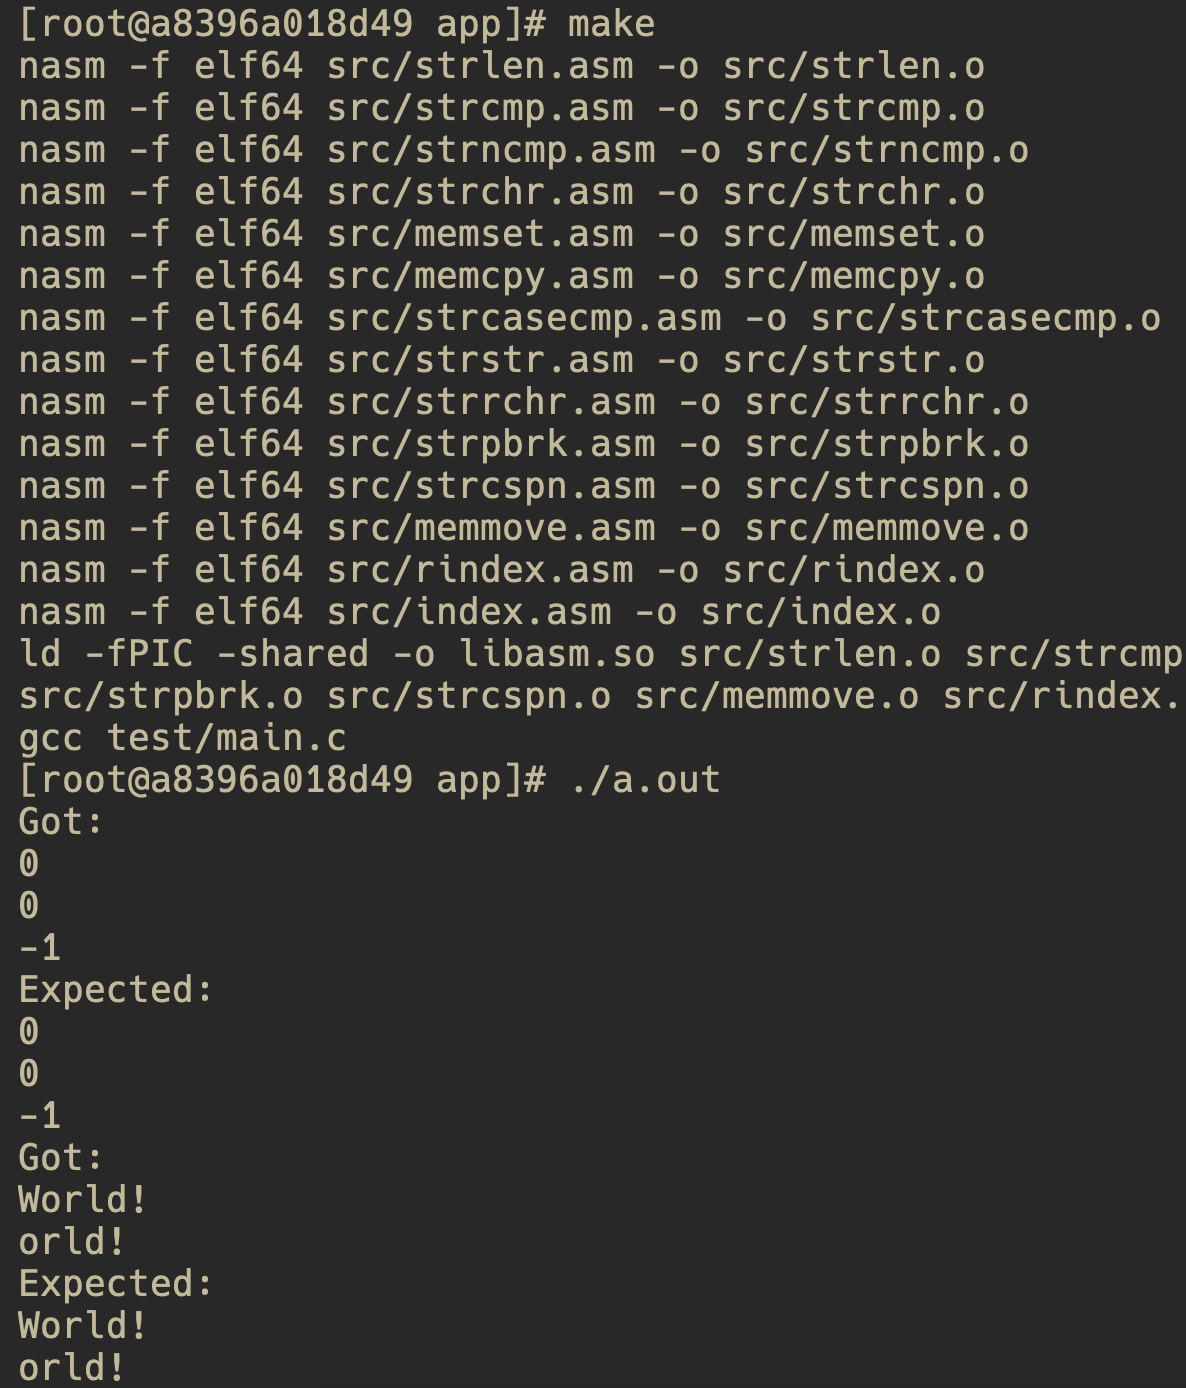 [root@a8396a018d49 app]# make
nasm -f elf64 src/strlen.asm -o src/strlen.o
nasm -f elf64 src/strcmp.asm -o src/strcmp.o
nasm -f elf64 src/strncmp.asm -o src/strncmp.o
nasm -f elf64 src/strchr.asm -o src/strchr.o
nasm -f elf64 src/memset.asm -o src/memset.o
nasm -f elf64 src/memcpy.asm -o src/memcpy.o
nasm -f elf64 src/strcasecmp.asm -o src/strcasecmp.o
nasm -f elf64 src/strstr.asm -o src/strstr.o
nasm -f elf64 src/strrchr.asm -o src/strrchr.o
nasm -f elf64 src/strpbrk.asm -o src/strpbrk.o
nasm -f elf64 src/strcspn.asm -o src/strcspn.o
nasm -f elf64 src/memmove.asm -o src/memmove.o
nasm -f elf64 src/rindex.asm -o src/rindex.o
nasm -f elf64 src/index.asm -o src/index.o
ld -fPIC -shared -o libasm.so src/strlen.o src/strcmp
src/strpbrk.o src/strcspn.o src/memmove.o src/rindex.
gcc test/main.c
[root@a8396a018d49 app]# ./a.out
Got:
0
0
-1
Expected:
0
0
-1
Got:
World!
orld!
Expected:
World!
orld!